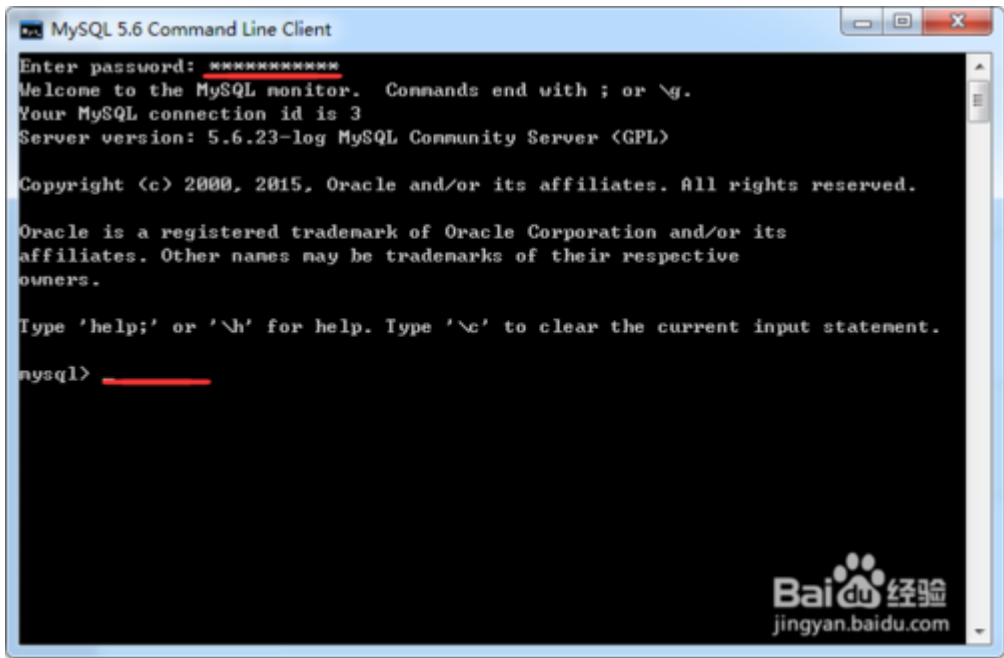 MySQL 5.6 Command Line Client
Enter password: ***********
Welcome to the MySQL monitor.  Commands end with ; or \g.
Your MySQL connection id is 3
Server version: 5.6.23-log MySQL Community Server (GPL)
Copyright (c) 2000, 2015, Oracle and/or its affiliates. All rights reserved.
Oracle is a registered trademark of Oracle Corporation and/or its
affiliates. Other names may be trademarks of their respective
owners.
Type 'help;' or '\h' for help. Type '\c' to clear the current input statement.
mysql> _
Bai du 经验
jingyan.baidu.com